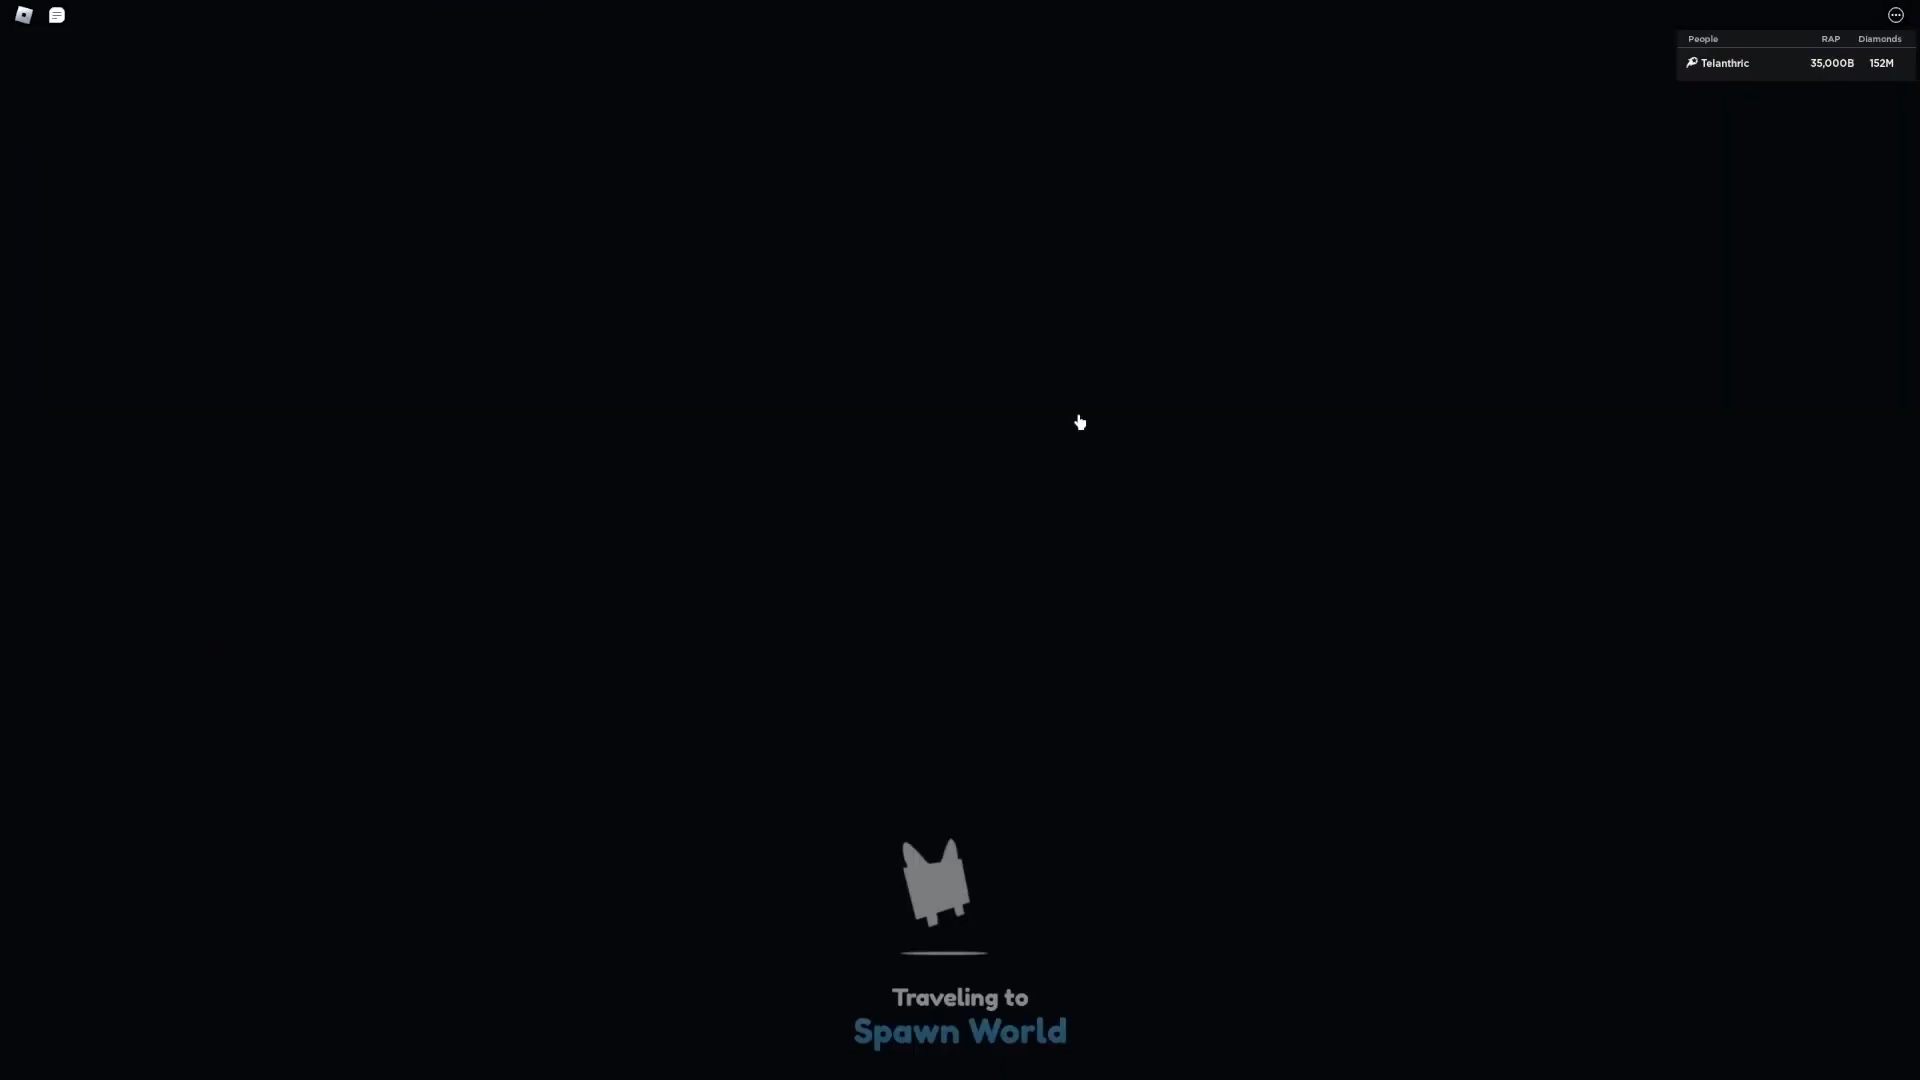 People RAP Diamonds
Telanthric 35,000B 152M
Traveling to
Spawn World